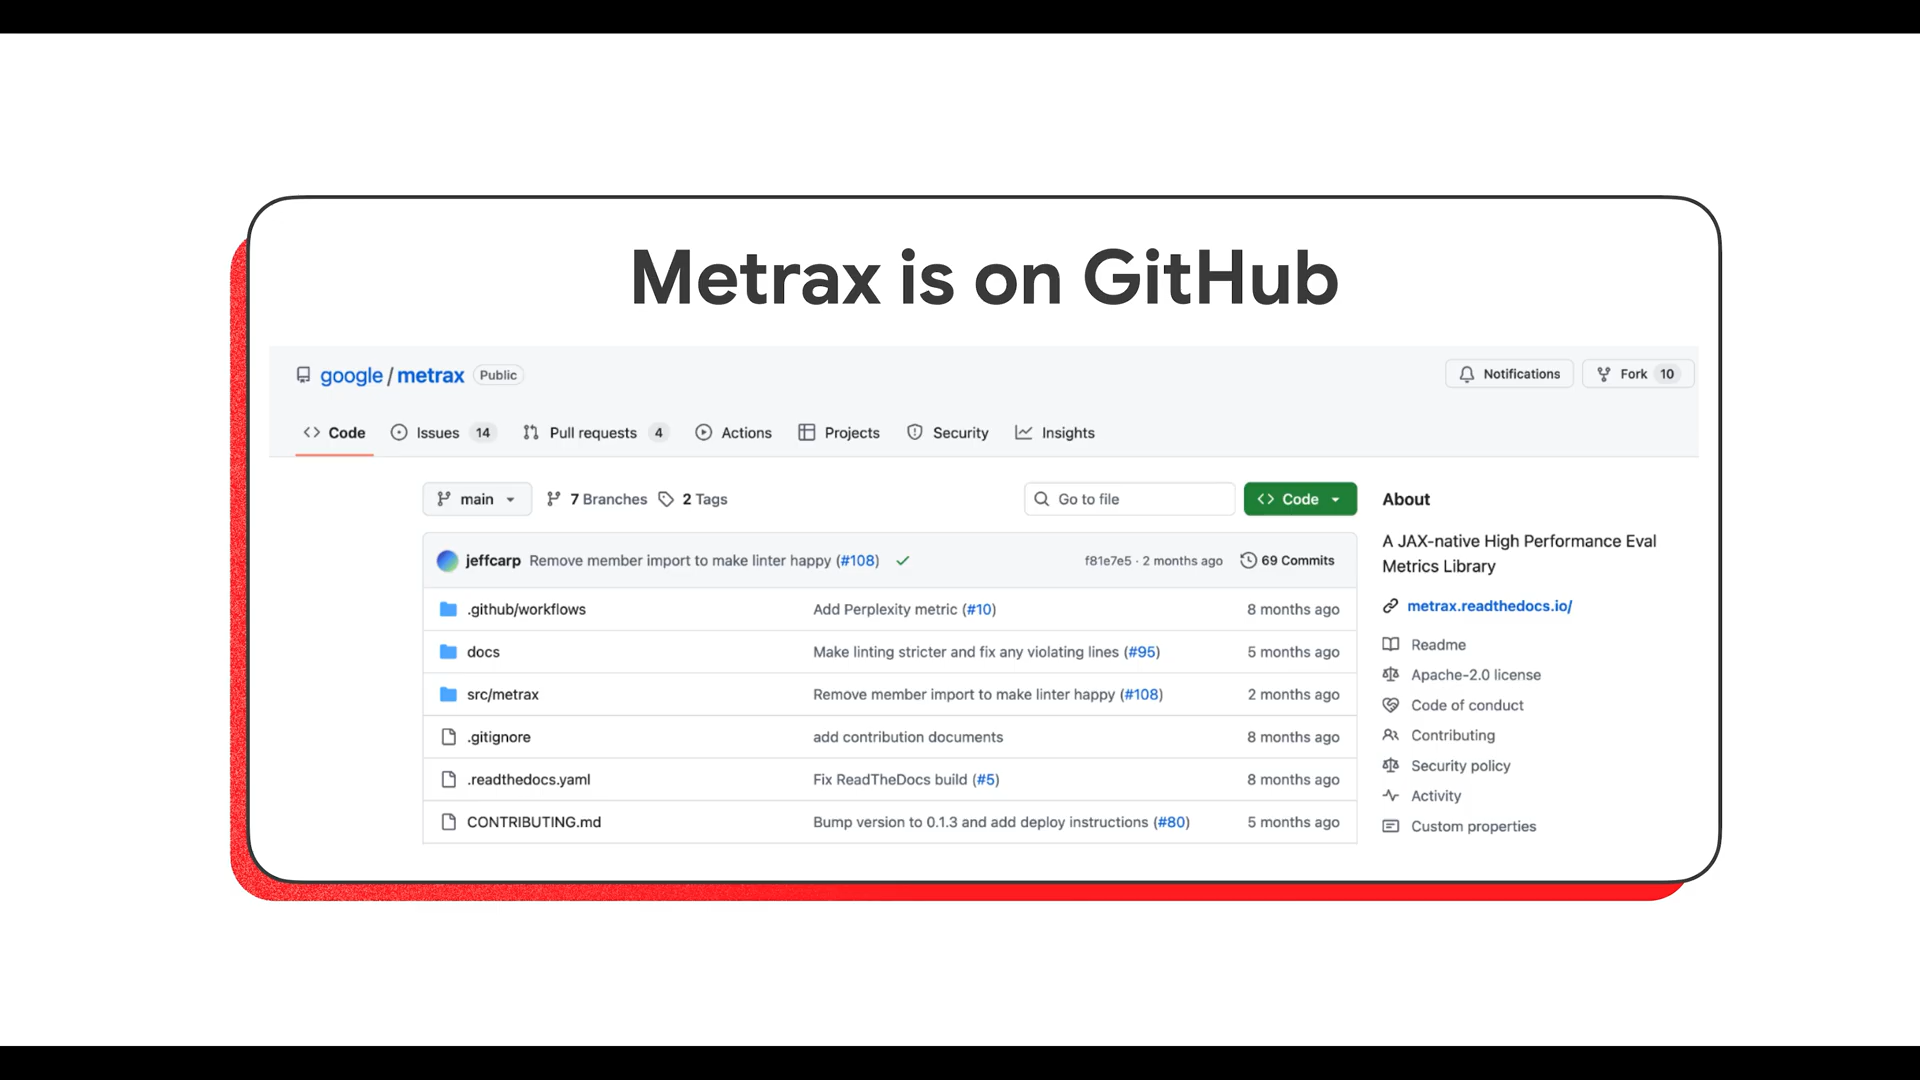 Metrax is on GitHub
google / metrax Public Notifications Fork 10
Code Issues 14 Pull requests 4 Actions Projects Security Insights
main 7 Branches 2 Tags Go to file Code
jeffcarp Remove member import to make linter happy (#108) f81e7e5 · 2 months ago 69 Commits
.github/workflows Add Perplexity metric (#10) 8 months ago
docs Make linting stricter and fix any violating lines (#95) 5 months ago
src/metrax Remove member import to make linter happy (#108) 2 months ago
.gitignore add contribution documents 8 months ago
.readthedocs.yaml Fix ReadTheDocs build (#5) 8 months ago
CONTRIBUTING.md Bump version to 0.1.3 and add deploy instructions (#80) 5 months ago
About
A JAX-native High Performance Eval
Metrics Library
metrax.readthedocs.io/
Readme
Apache-2.0 license
Code of conduct
Contributing
Security policy
Activity
Custom properties